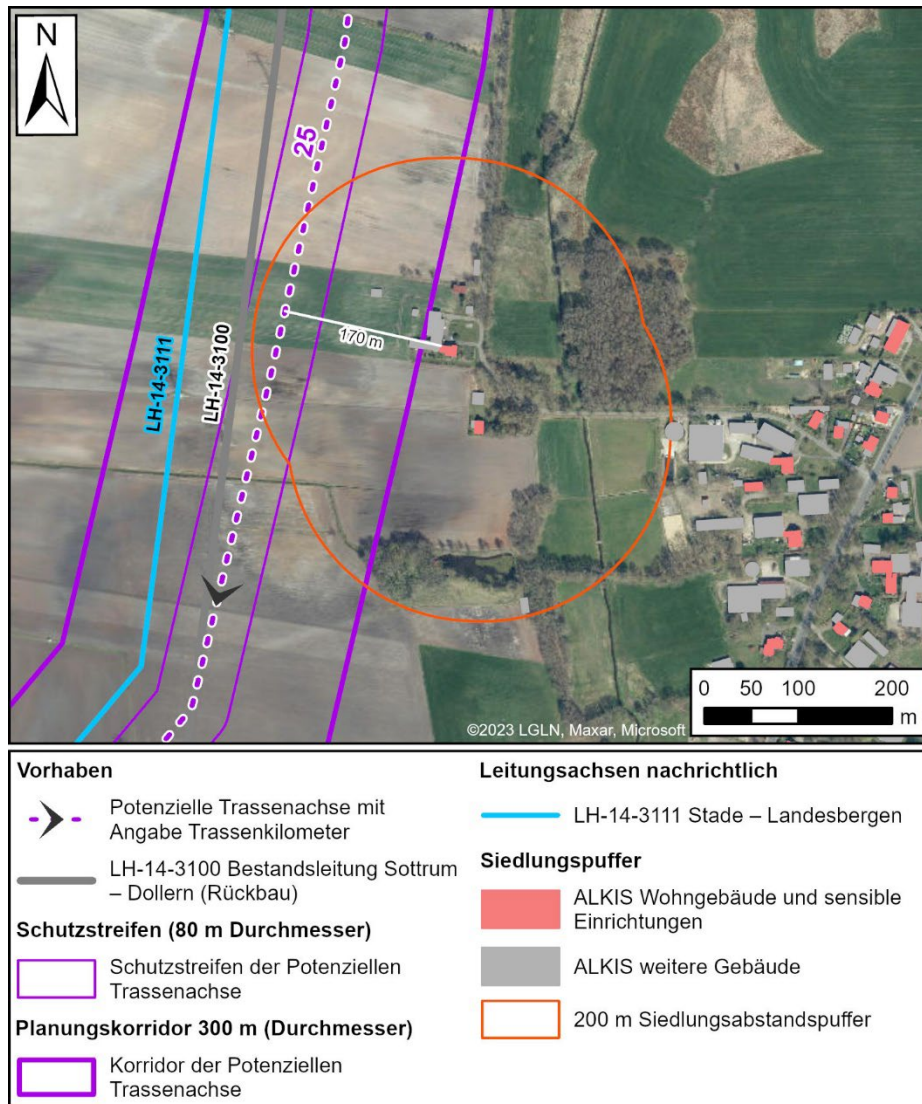 N
25
LH-14-3111
LH-14-3100
170 m
0 50 100 200
m
©2023 LGLN, Maxar, Microsoft
Vorhaben
Potenzielle Trassenachse mit
Angabe Trassenkilometer
LH-14-3100 Bestandsleitung Sottrum
– Dollern (Rückbau)
Schutzstreifen (80 m Durchmesser)
Schutzstreifen der Potenziellen
Trassenachse
Planungskorridor 300 m (Durchmesser)
Korridor der Potenziellen
Trassenachse
Leitungsachsen nachrichtlich
LH-14-3111 Stade – Landesbergen
Siedlungspuffer
ALKIS Wohngebäude und sensible
Einrichtungen
ALKIS weitere Gebäude
200 m Siedlungsabstandspuffer